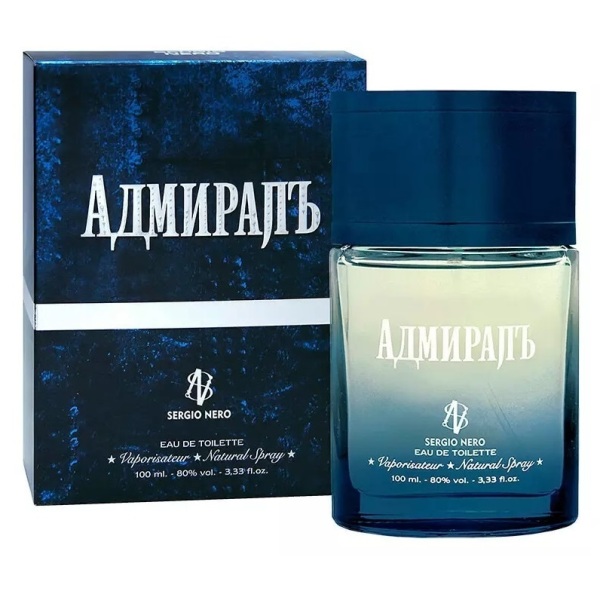 АДМИРАЛЪ
SERGIO NERO
EAU DE TOILETTE
★ Vaporisateur ★ Natural Spray ★
100 ml. - 80% vol. - 3,33 fl.oz.
АДМИРАЛЪ
SERGIO NERO
EAU DE TOILETTE
★ Vaporisateur ★ Natural Spray ★
100 ml. - 80% vol. - 3,33 fl.oz.